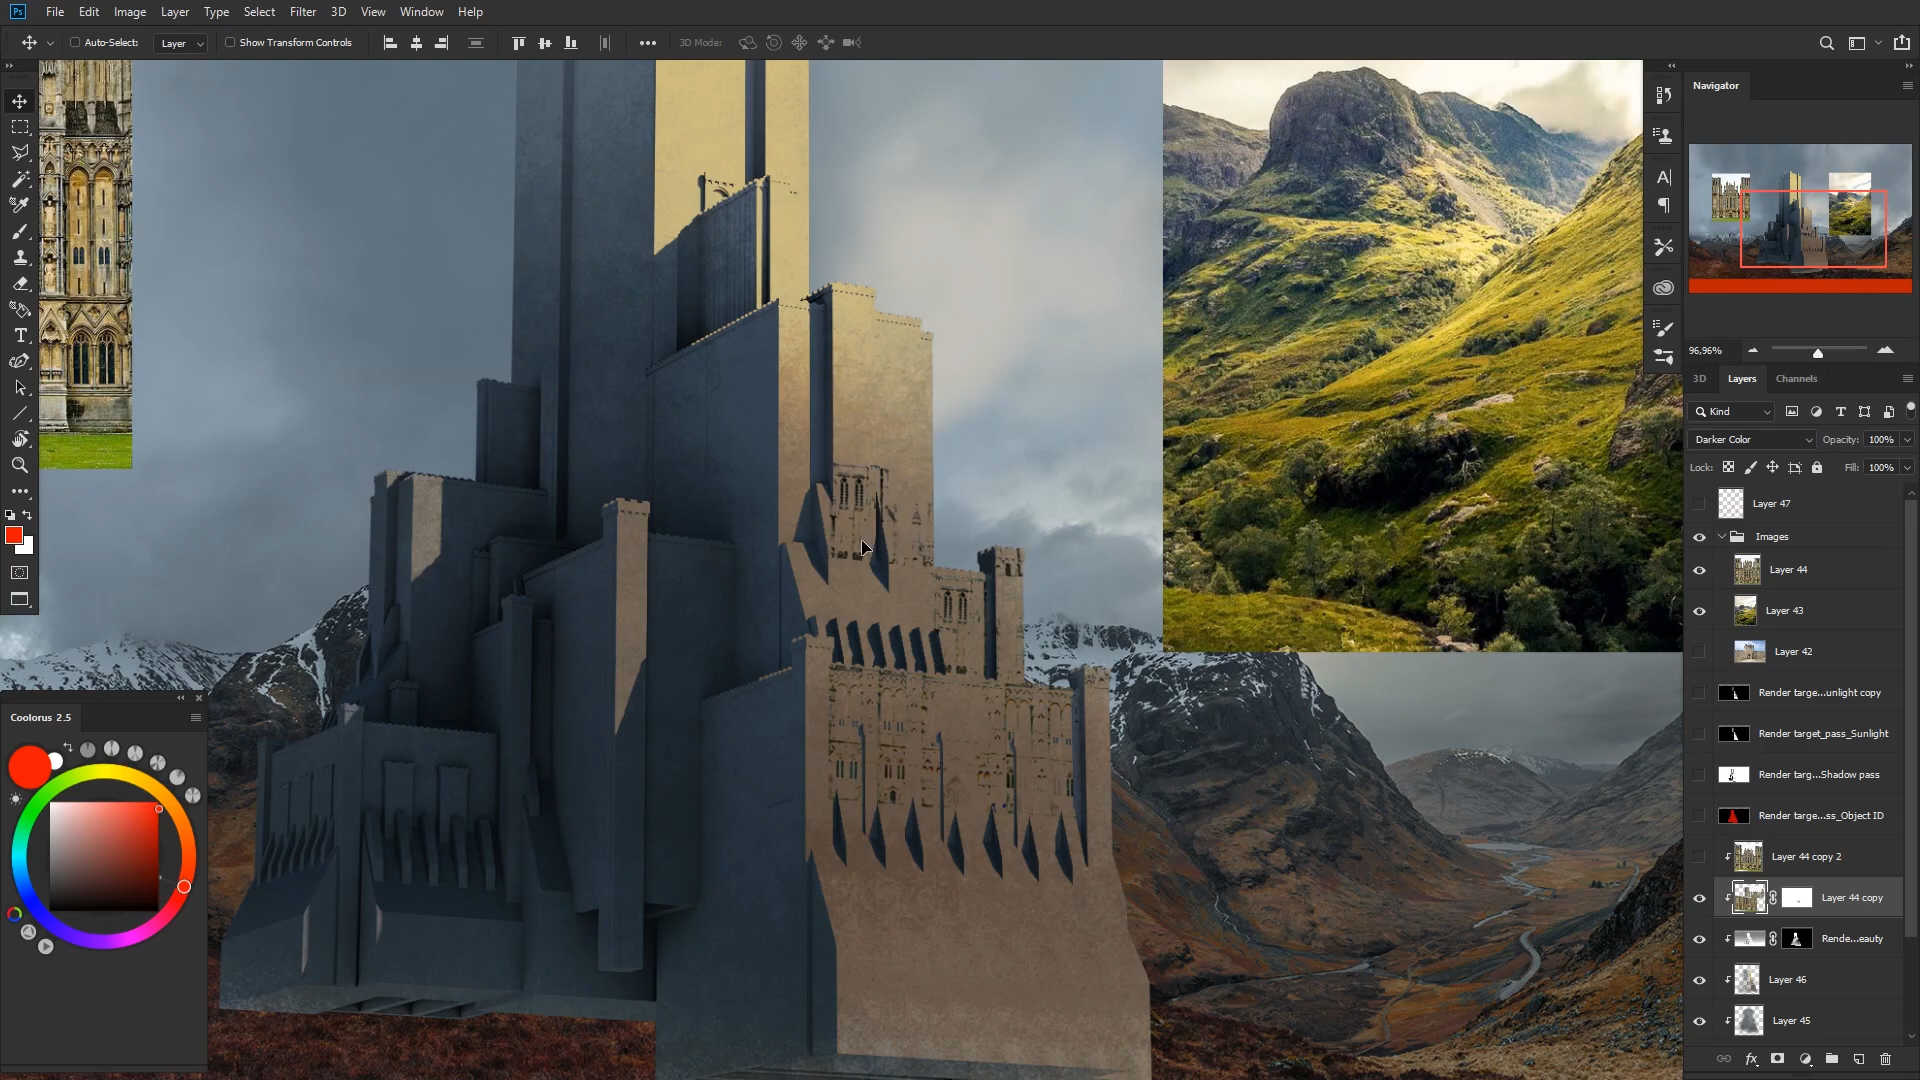 Ps File Edit Image Layer Type Select Filter 3D View Window Help
Auto-Select: Layer Show Transform Controls 3D Mode:
Navigator
96,96%
3D Layers Channels
Kind
Darker Color Opacity: 100%
Lock: Fill: 100%
Layer 47
Images
Layer 44
Layer 43
Layer 42
Render targe...unlight copy
Render target_pass_Sunlight
Render targ...Shadow pass
Render targe...ss_Object ID
Layer 44 copy 2
Layer 44 copy
Rende...eauty
Layer 46
Layer 45
fx
Coolorus 2.5